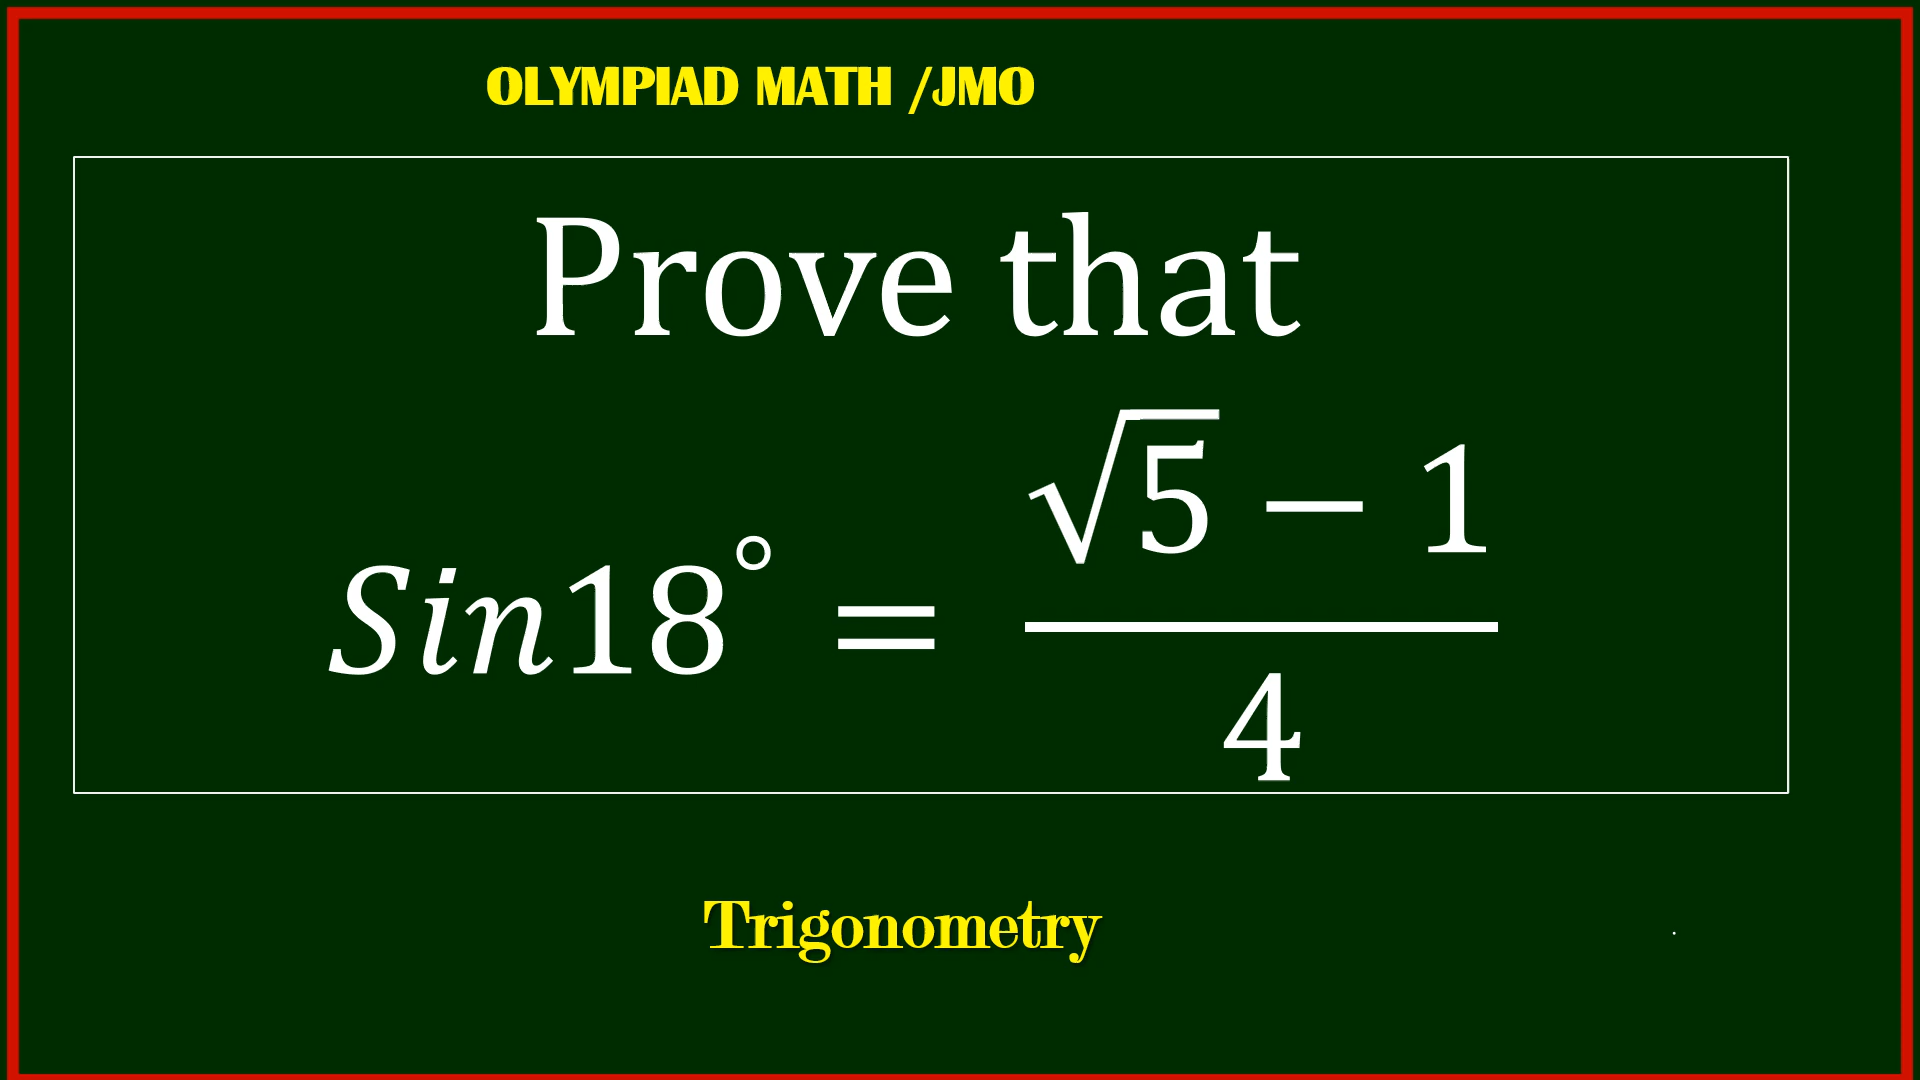 OLYMPIAD MATH /JMO
Prove that
Sin18° = (√5 − 1)/4
Trigonometry